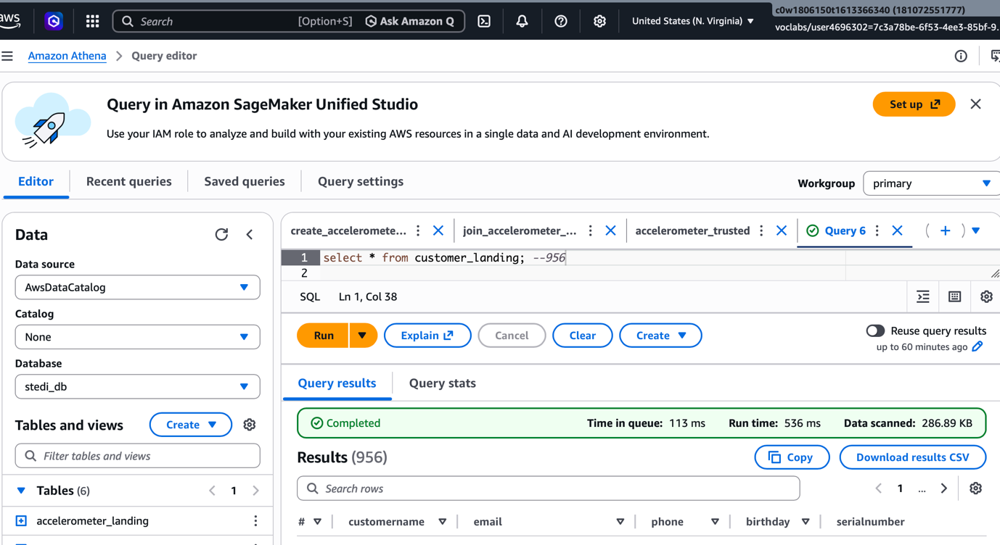 aws
Search [Option+S] Ask Amazon Q United States (N. Virginia)
c0w1806150t1613366340 (181072551777)
voclabs/user4696302=7c3a78be-6f53-4ee3-85bf-9...
Amazon Athena Query editor
Query in Amazon SageMaker Unified Studio
Set up
Use your IAM role to analyze and build with your existing AWS resources in a single data and AI development environment.
Editor Recent queries Saved queries Query settings
Workgroup primary
Data
Data source
AwsDataCatalog
Catalog
None
Database
stedi_db
Tables and views Create
Filter tables and views
Tables (6) 1
accelerometer_landing
create_acceleromete... join_accelerometer_... accelerometer_trusted Query 6
1 select * from customer_landing; --956
2
SQL Ln 1, Col 38
Run Explain Cancel Clear Create
Reuse query results
up to 60 minutes ago
Query results Query stats
Completed Time in queue: 113 ms Run time: 536 ms Data scanned: 286.89 KB
Results (956) Copy Download results CSV
Search rows 1 ...
# customername email phone birthday serialnumber